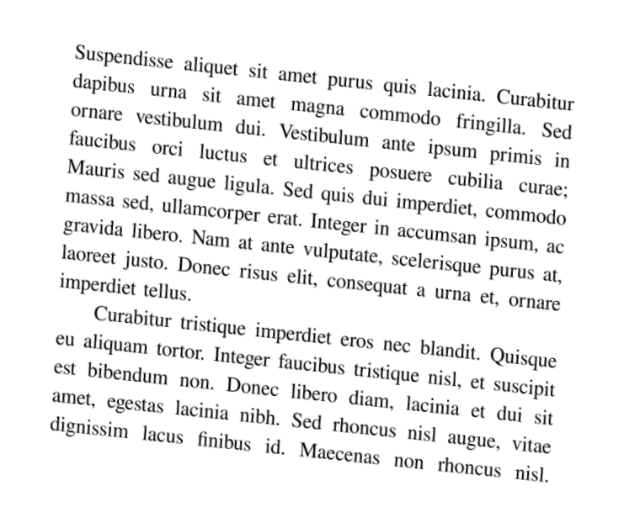 Suspendisse aliquet sit amet purus quis lacinia. Curabitur
dapibus urna sit amet magna commodo fringilla. Sed
ornare vestibulum dui. Vestibulum ante ipsum primis in
faucibus orci luctus et ultrices posuere cubilia curae;
Mauris sed augue ligula. Sed quis dui imperdiet, commodo
massa sed, ullamcorper erat. Integer in accumsan ipsum, ac
gravida libero. Nam at ante vulputate, scelerisque purus at,
laoreet justo. Donec risus elit, consequat a urna et, ornare
imperdiet tellus.
Curabitur tristique imperdiet eros nec blandit. Quisque
eu aliquam tortor. Integer faucibus tristique nisl, et suscipit
est bibendum non. Donec libero diam, lacinia et dui sit
amet, egestas lacinia nibh. Sed rhoncus nisl augue, vitae
dignissim lacus finibus id. Maecenas non rhoncus nisl.